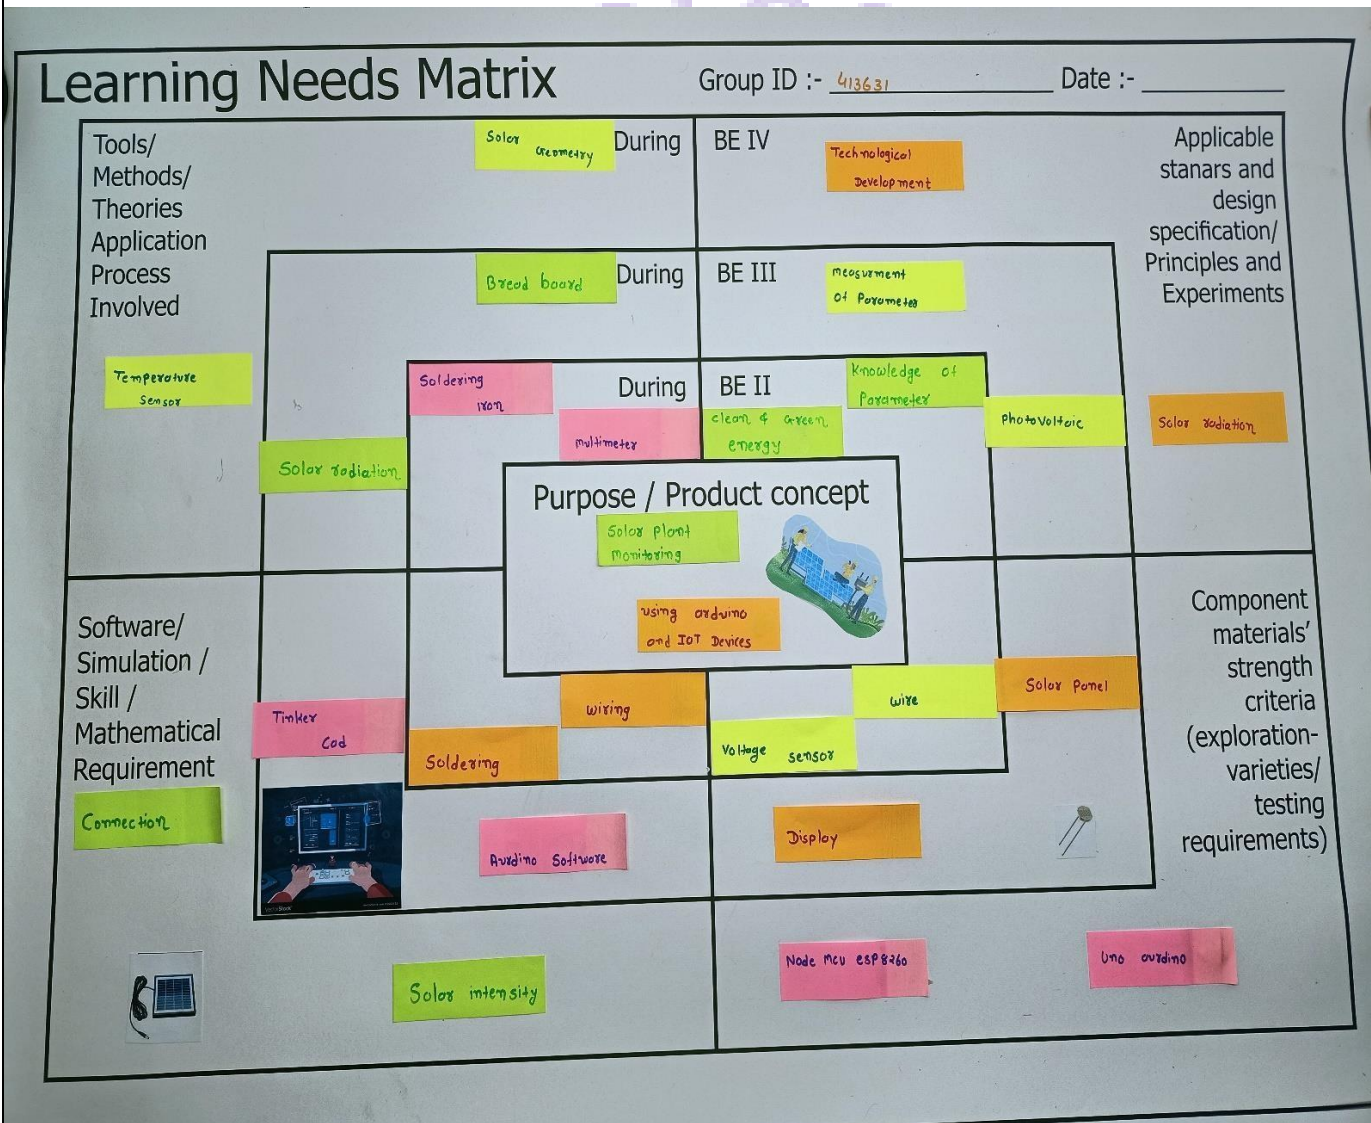 Learning Needs Matrix
Group ID :- 413631
Date :-
Tools/
Methods/
Theories
Application
Process
Involved
Solar
Geometry
During
BE IV
Technological
Development
Applicable
stanars and
design
specification/
Principles and
Experiments
Bread board
During
BE III
measurment
of Parameter
Temperature
Sensor
Soldering
iron
During
BE II
Knowledge of
Parameter
multimeter
clean & Green
energy
Photovoltaic
Solar radiation
Solar radiation
Purpose / Product concept
Solar plant
monitoring
using arduino
and IOT Devices
Software/
Simulation /
Skill /
Mathematical
Requirement
Component
materials'
strength
criteria
(exploration-
varieties/
testing
requirements)
Tinker
Cad
wiring
wire
Solar Panel
Soldering
Voltage sensor
Connection
Aurdino Software
Display
VectorStock
Solar intensity
Node mcu esp8260
Uno aurdino